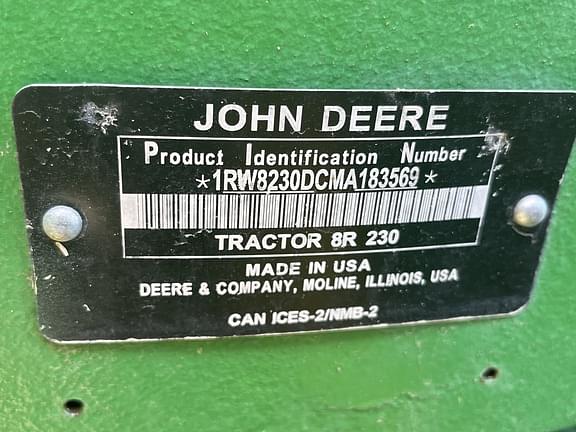 JOHN DEERE
Product Identification Number
*1RW8230DCMA183569*
TRACTOR 8R 230
MADE IN USA
DEERE & COMPANY, MOLINE, ILLINOIS, USA
CAN ICES-2/NMB-2